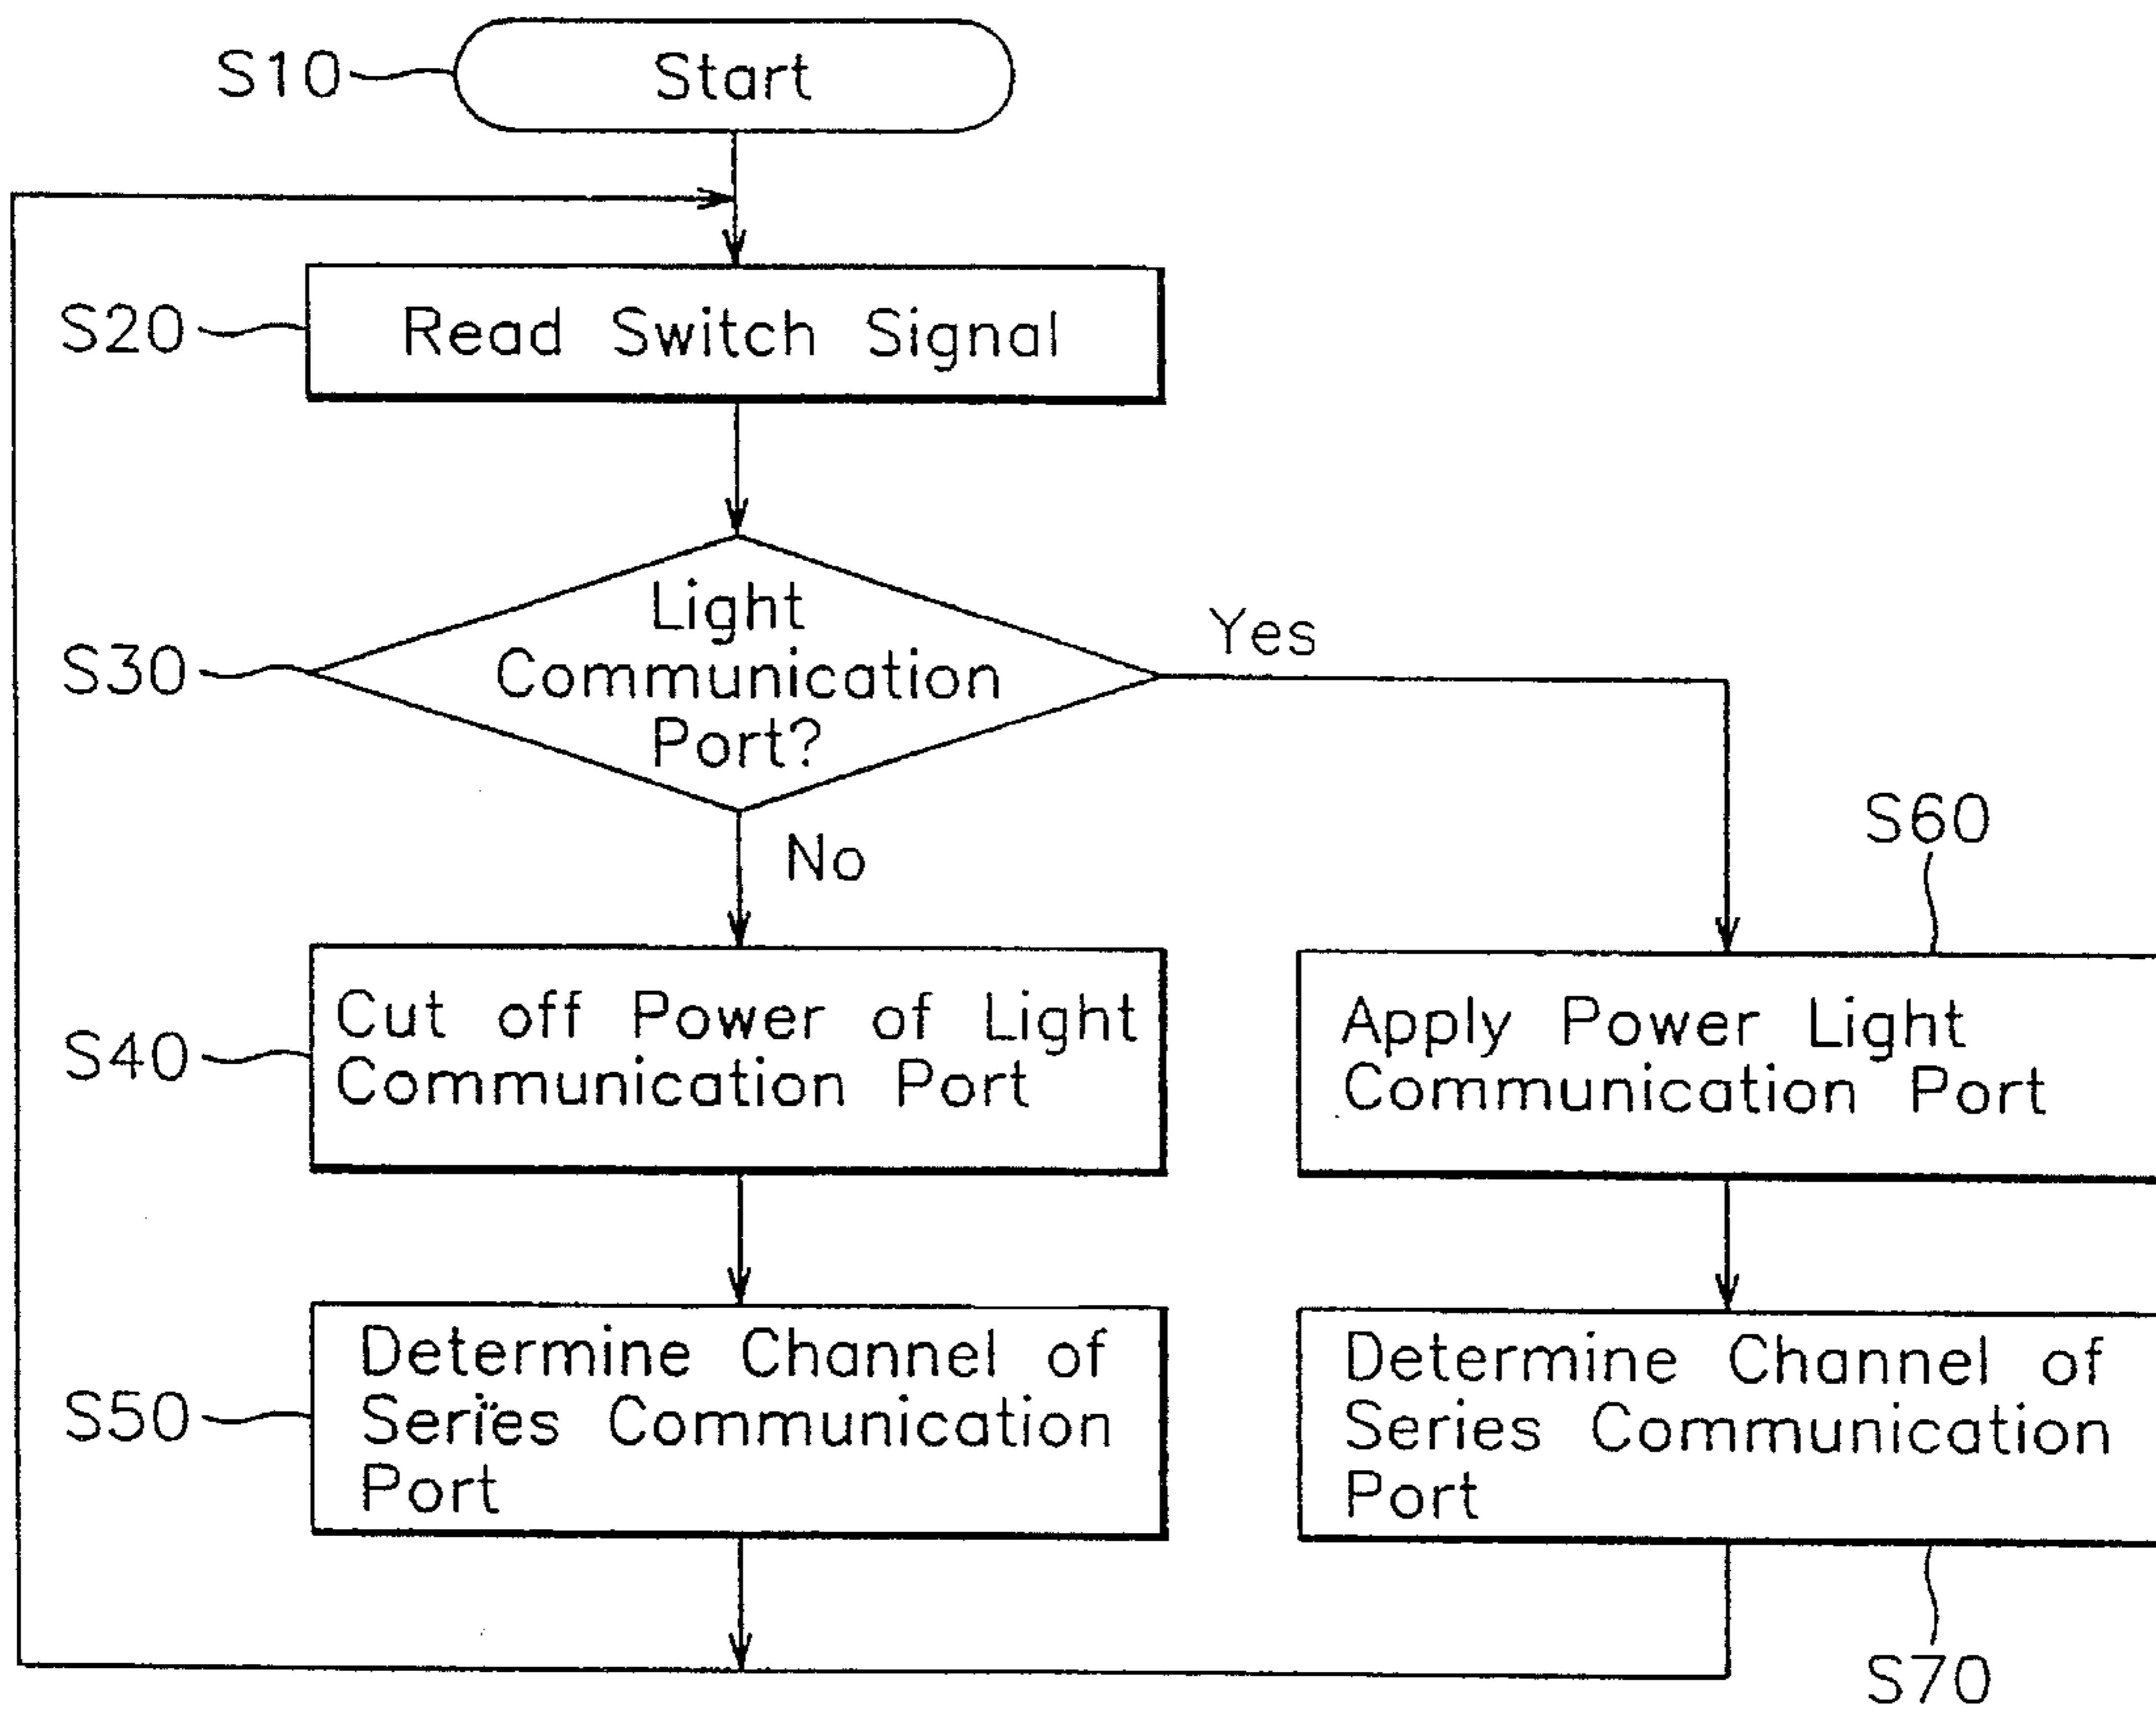 S10
Start
S20
Read Switch Signal
S30
Light
Communication
Port?
Yes
No
S40
Cut off Power of Light
Communication Port
S60
Apply Power Light
Communication Port
S50
Determine Channel of
Series Communication
Port
Determine Channel of
Series Communication
Port
S70